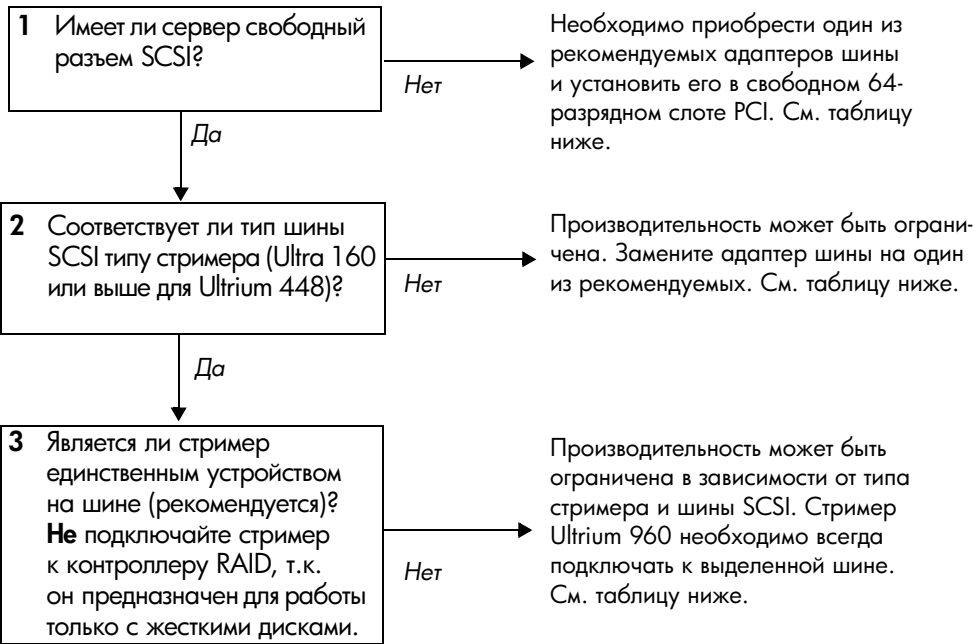 1 Имеет ли сервер свободный
разъем SCSI?
Нет
Необходимо приобрести один из
рекомендуемых адаптеров шины
и установить его в свободном 64-
разрядном слоте PCI. См. таблицу
ниже.
Да
2 Соответствует ли тип шины
SCSI типу стримера (Ultra 160
или выше для Ultrium 448)?
Нет
Производительность может быть ограни-
чена. Замените адаптер шины на один
из рекомендуемых. См. таблицу ниже.
Да
3 Является ли стример
единственным устройством
на шине (рекомендуется)?
Не подключайте стример
к контроллеру RAID, т.к.
он предназначен для работы
только с жесткими дисками.
Нет
Производительность может быть
ограничена в зависимости от типа
стримера и шины SCSI. Стример
Ultrium 960 необходимо всегда
подключать к выделенной шине.
См. таблицу ниже.